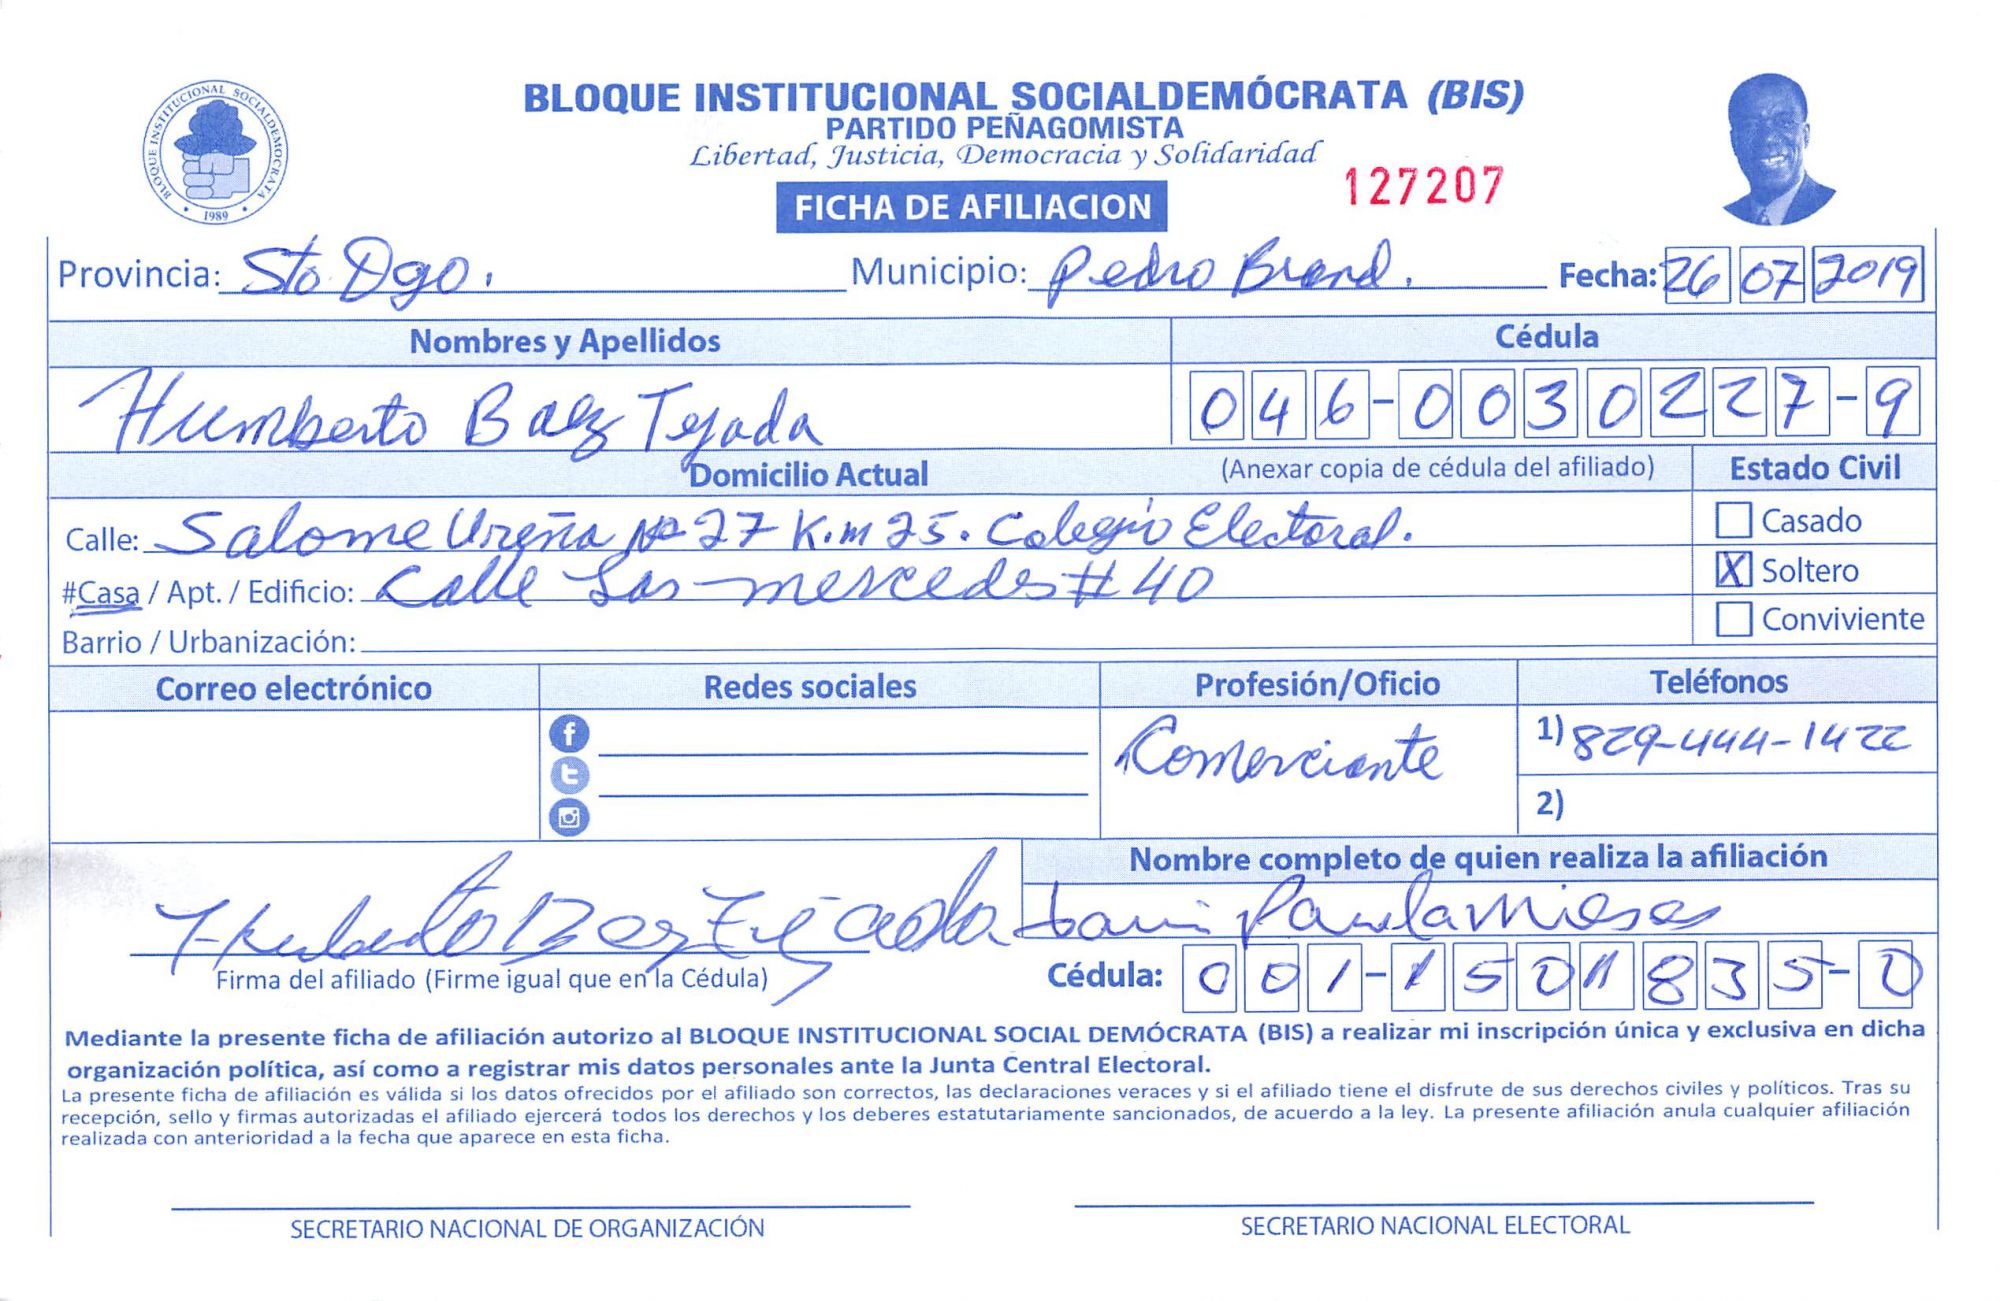 BLOQUE INSTITUCIONAL SOCIALDEMÓCRATA (BIS)
PARTIDO PEÑAGOMISTA
Libertad, Justicia, Democracia y Solidaridad
BLOQUE INSTITUCIONAL SOCIALDEMOCRATA
1989
127207
FICHA DE AFILIACION
Provincia: Sto Dgo. Municipio: Pedro Brand. Fecha: 26 07 2019
Nombres y Apellidos Cédula
Humberto Baez Tejada 046-0030227-9
Domicilio Actual (Anexar copia de cédula del afiliado) Estado Civil
Calle: Salome Ureña No 27 K.m 25. Colegio Electoral. Casado
#Casa / Apt. / Edificio: Calle Las mercedes # 40 X Soltero
Barrio / Urbanización: Conviviente
Correo electrónico Redes sociales Profesión/Oficio Teléfonos
Comerciante 1) 829-444-1422
2)
Nombre completo de quien realiza la afiliación
Humberto Baez Tejada
Firma del afiliado (Firme igual que en la Cédula) Cédula: 001-1501835-0
Mediante la presente ficha de afiliación autorizo al BLOQUE INSTITUCIONAL SOCIAL DEMÓCRATA (BIS) a realizar mi inscripción única y exclusiva en dicha
organización política, así como a registrar mis datos personales ante la Junta Central Electoral.
La presente ficha de afiliación es válida si los datos ofrecidos por el afiliado son correctos, las declaraciones veraces y si el afiliado tiene el disfrute de sus derechos civiles y políticos. Tras su
recepción, sello y firmas autorizadas el afiliado ejercerá todos los derechos y los deberes estatutariamente sancionados, de acuerdo a la ley. La presente afiliación anula cualquier afiliación
realizada con anterioridad a la fecha que aparece en esta ficha.
SECRETARIO NACIONAL DE ORGANIZACIÓN SECRETARIO NACIONAL ELECTORAL